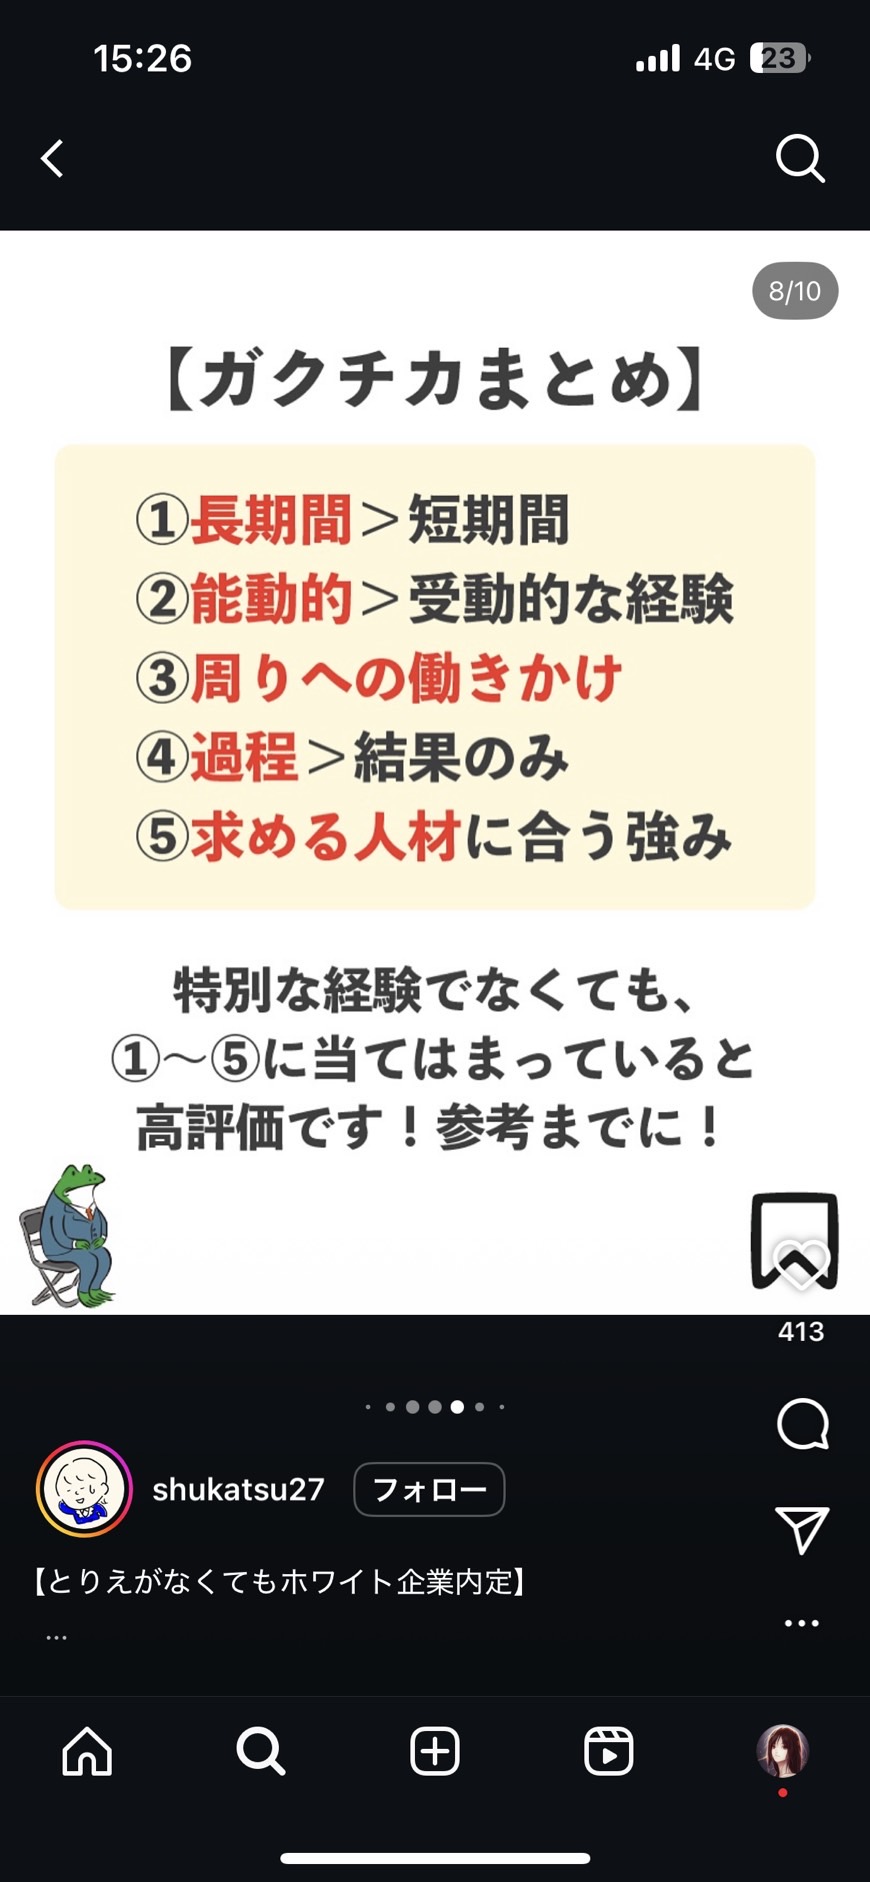 15:26
4G
23
8/10
【ガクチカまとめ】
①長期間＞短期間
②能動的＞受動的な経験
③周りへの働きかけ
④過程＞結果のみ
⑤求める人材に合う強み
特別な経験でなくても、
①〜⑤に当てはまっていると
高評価です！参考までに！
413
shukatsu27
フォロー
【とりえがなくてもホワイト企業内定】
...